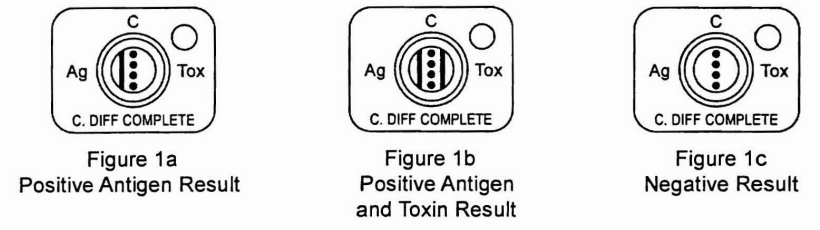 C
Ag Tox
C. DIFF COMPLETE
Figure 1a
Positive Antigen Result
C
Ag Tox
C. DIFF COMPLETE
Figure 1b
Positive Antigen
and Toxin Result
C
Ag Tox
C. DIFF COMPLETE
Figure 1c
Negative Result